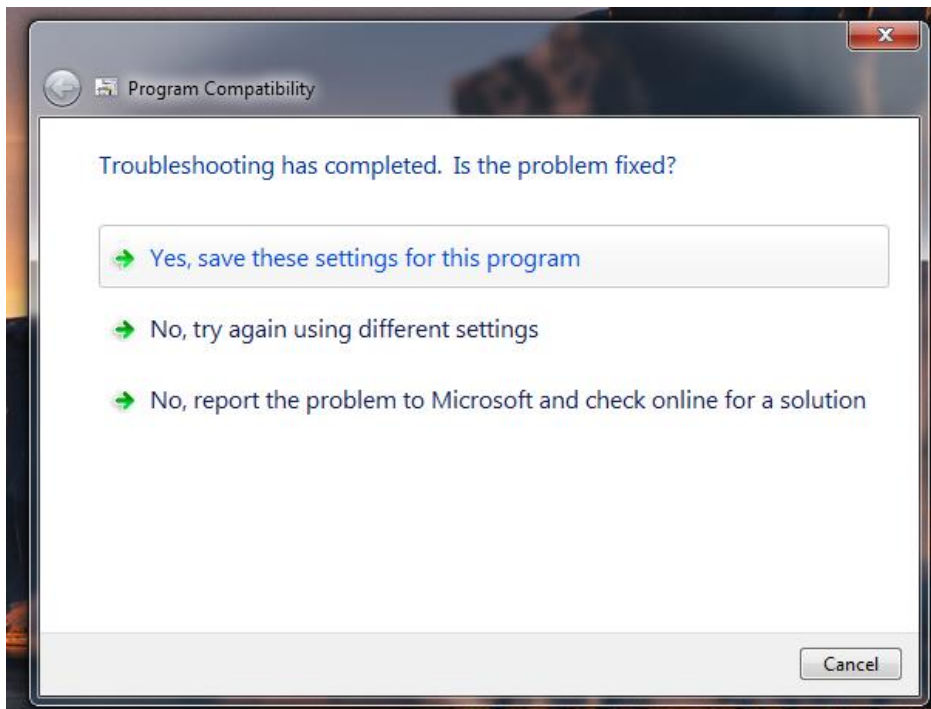 Program Compatibility
Troubleshooting has completed. Is the problem fixed?
Yes, save these settings for this program
No, try again using different settings
No, report the problem to Microsoft and check online for a solution
Cancel